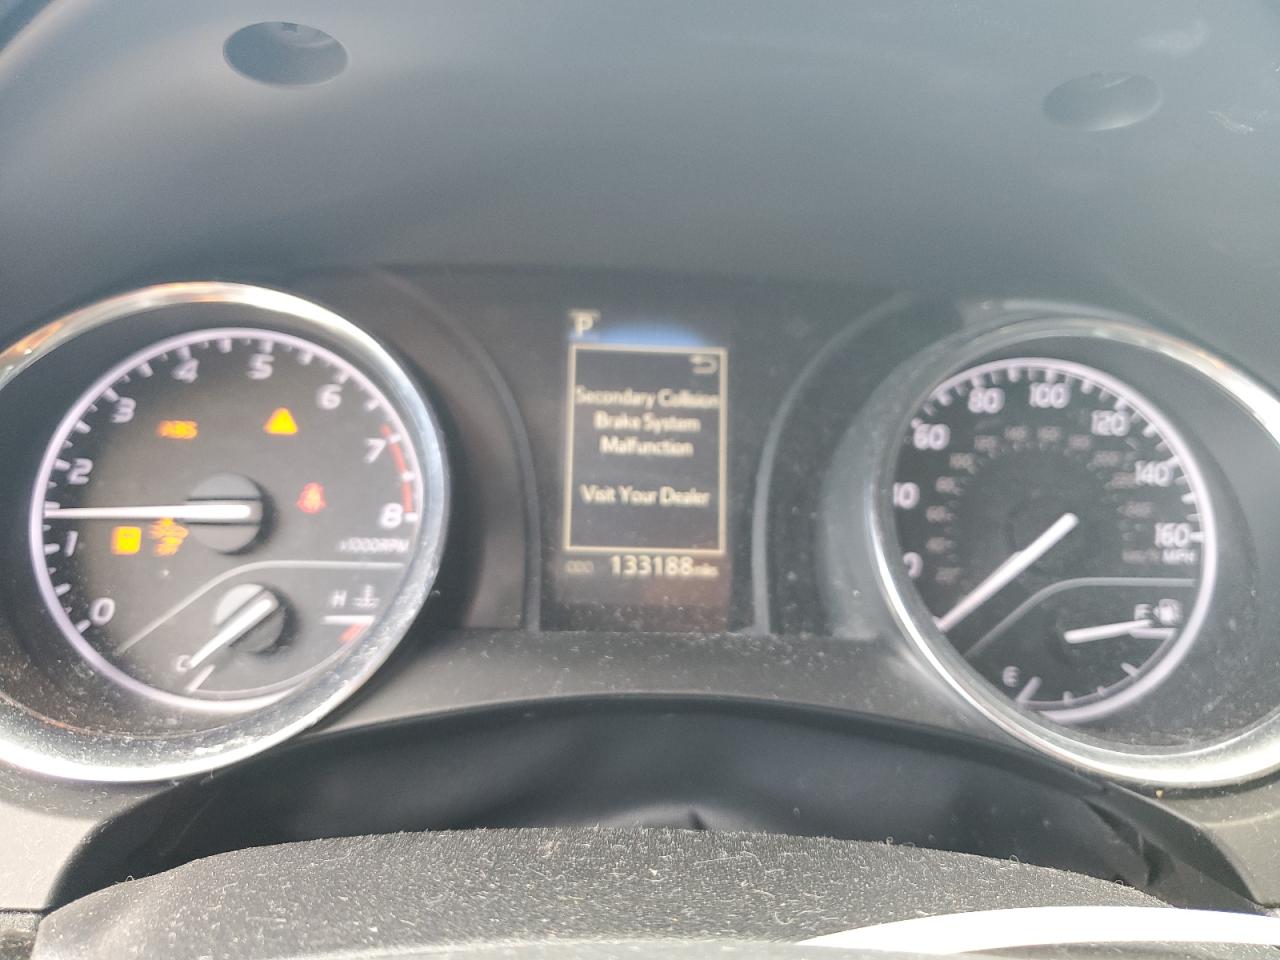 P
Secondary Collision
Brake System
Malfunction
Visit Your Dealer
ODO 133188 miles
0
1
2
3
4
5
6
7
8
x1000RPM
ABS
H
C
60
80
100
120
140
160
MPH
F
E